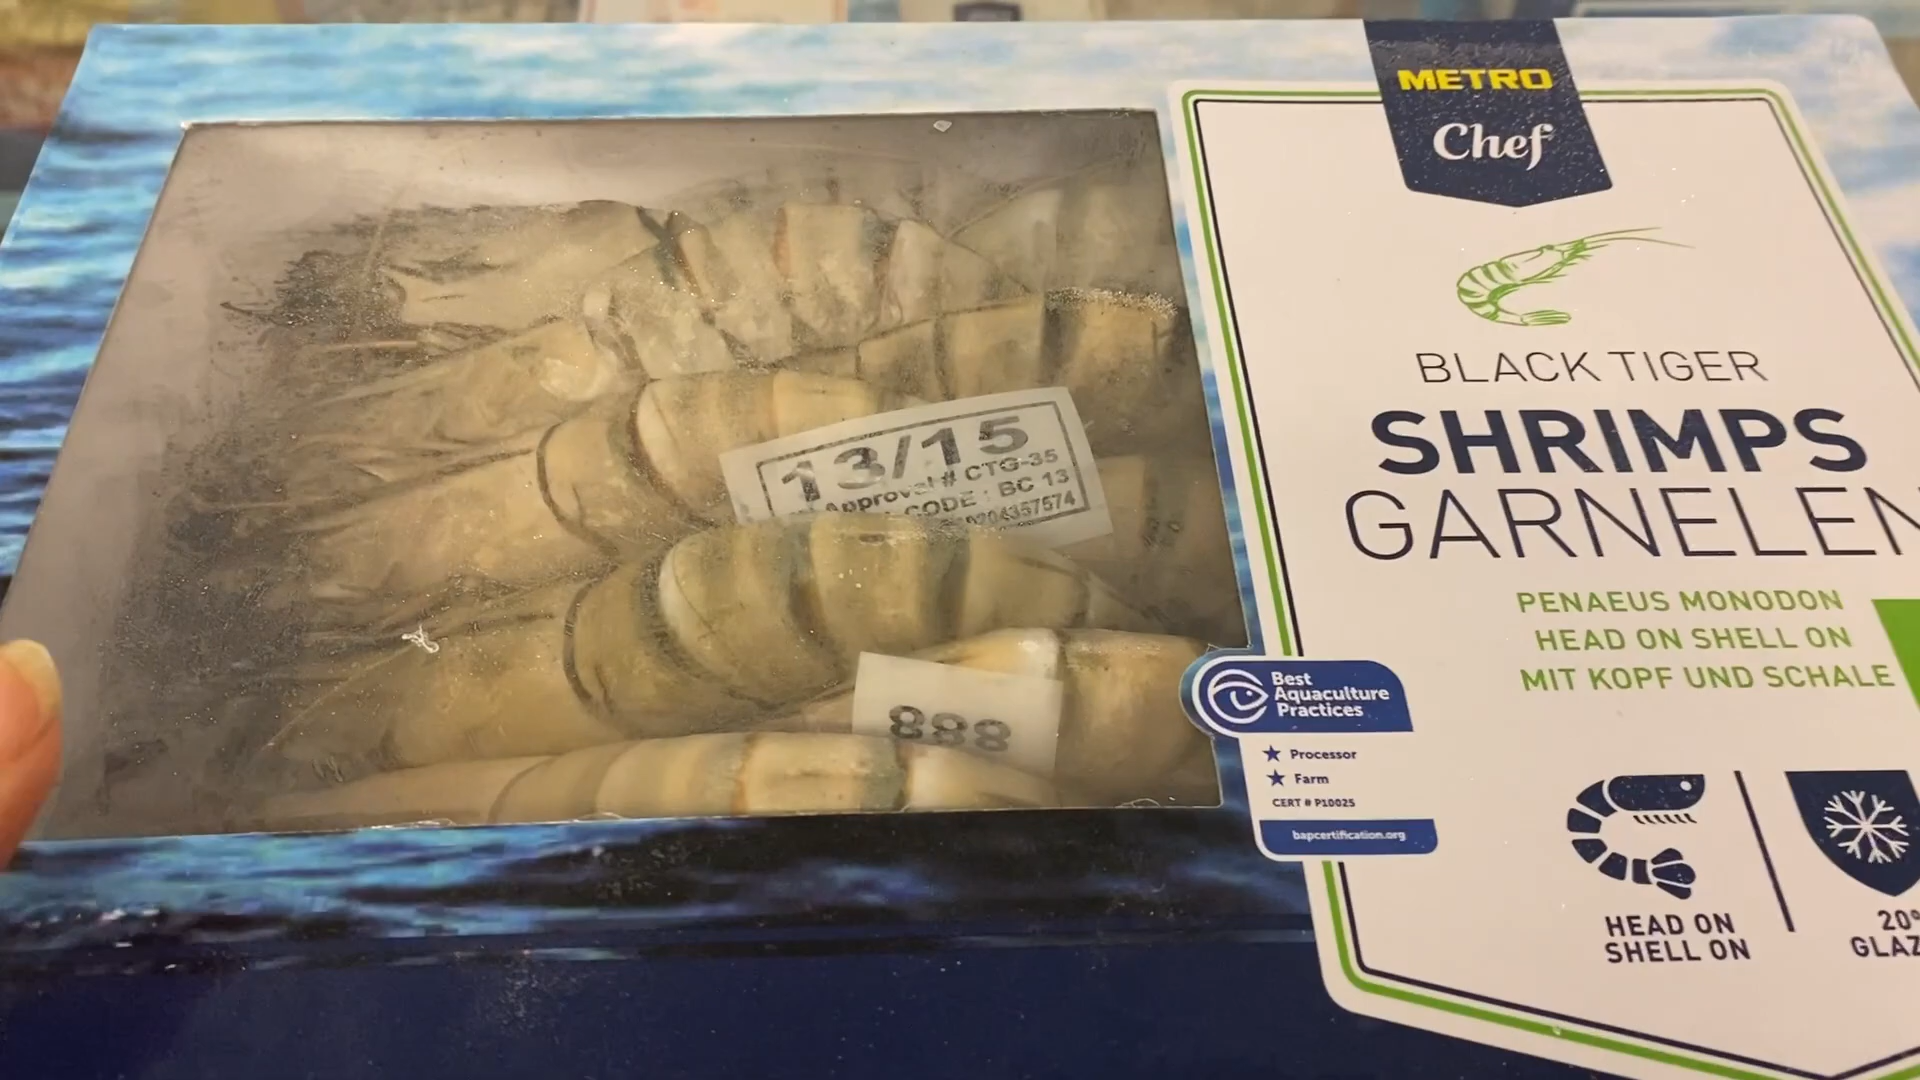 METRO
Chef
BLACK TIGER
SHRIMPS
GARNELEN
PENAEUS MONODON
HEAD ON SHELL ON
MIT KOPF UND SCHALE
13/15
Approval # CTG-35
CODE : BC 13
888
Best
Aquaculture
Practices
Processor
Farm
CERT # P10025
bapcertification.org
HEAD ON
SHELL ON
20%
GLAZ